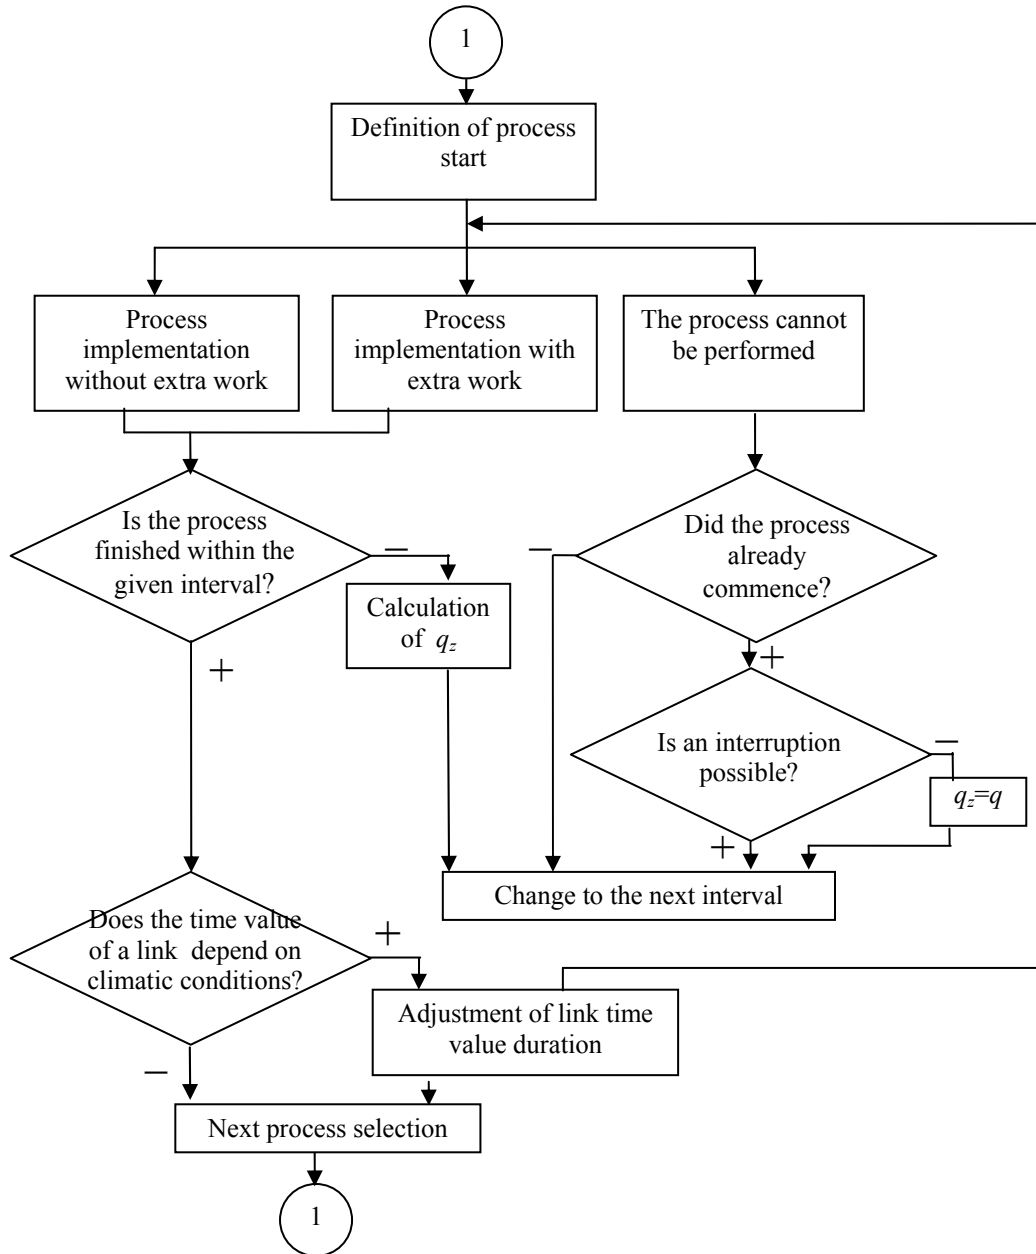 1
Definition of process
start
Process
implementation
without extra work
Process
implementation with
extra work
The process cannot
be performed
Is the process
finished within the
given interval?
−
Calculation
of q_z
+
−
Did the process
already
commence?
+
Is an interruption
possible?
−
q_z=q
+
Change to the next interval
Does the time value
of a link depend on
climatic conditions?
+
Adjustment of link time
value duration
−
Next process selection
1